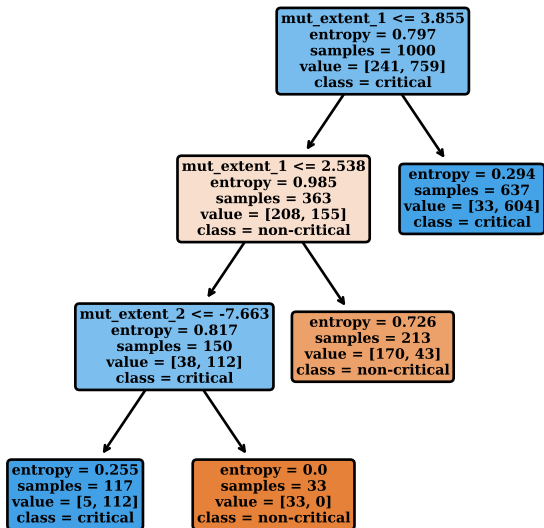 mut_extent_1 <= 3.855
entropy = 0.797
samples = 1000
value = [241, 759]
class = critical
mut_extent_1 <= 2.538
entropy = 0.985
samples = 363
value = [208, 155]
class = non-critical
entropy = 0.294
samples = 637
value = [33, 604]
class = critical
mut_extent_2 <= -7.663
entropy = 0.817
samples = 150
value = [38, 112]
class = critical
entropy = 0.726
samples = 213
value = [170, 43]
class = non-critical
entropy = 0.255
samples = 117
value = [5, 112]
class = critical
entropy = 0.0
samples = 33
value = [33, 0]
class = non-critical